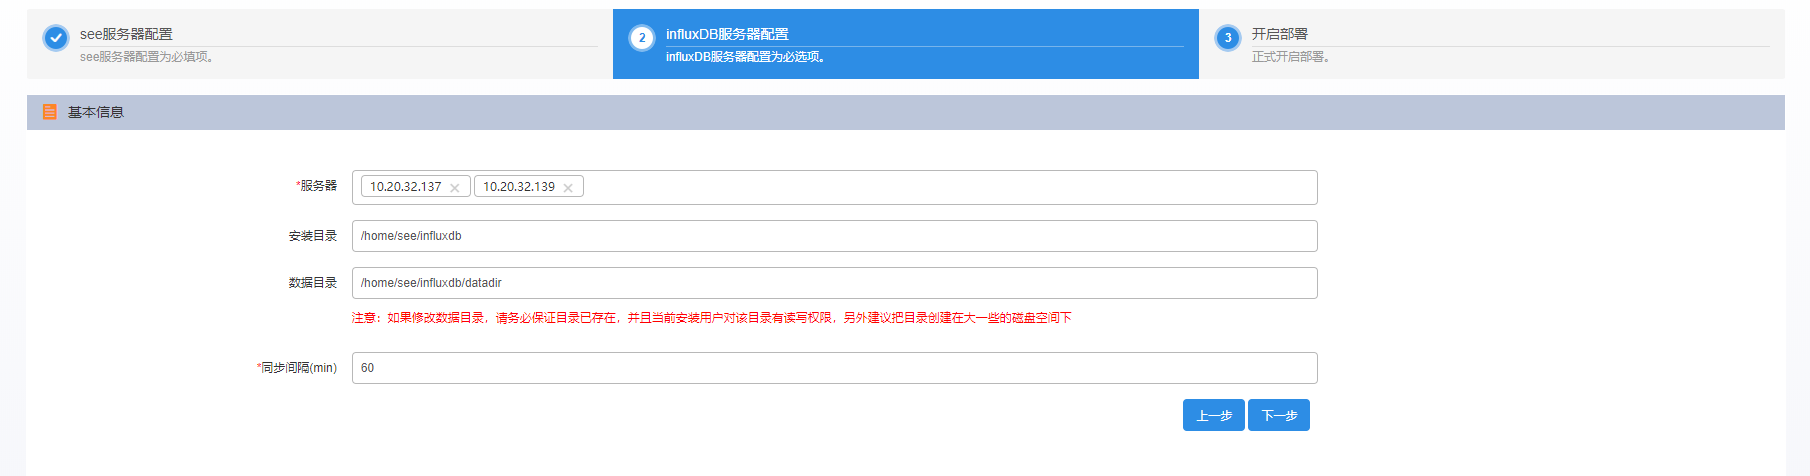 see服务器配置
see服务器配置为必填项。
2
influxDB服务器配置
influxDB服务器配置为必选项。
3
开启部署
正式开启部署。
基本信息
*服务器
10.20.32.137 × 10.20.32.139 ×
安装目录
/home/see/influxdb
数据目录
/home/see/influxdb/datadir
注意：如果修改数据目录，请务必保证目录已存在，并且当前安装用户对该目录有读写权限，另外建议把目录创建在大一些的磁盘空间下
*同步间隔(min)
60
上一步 下一步